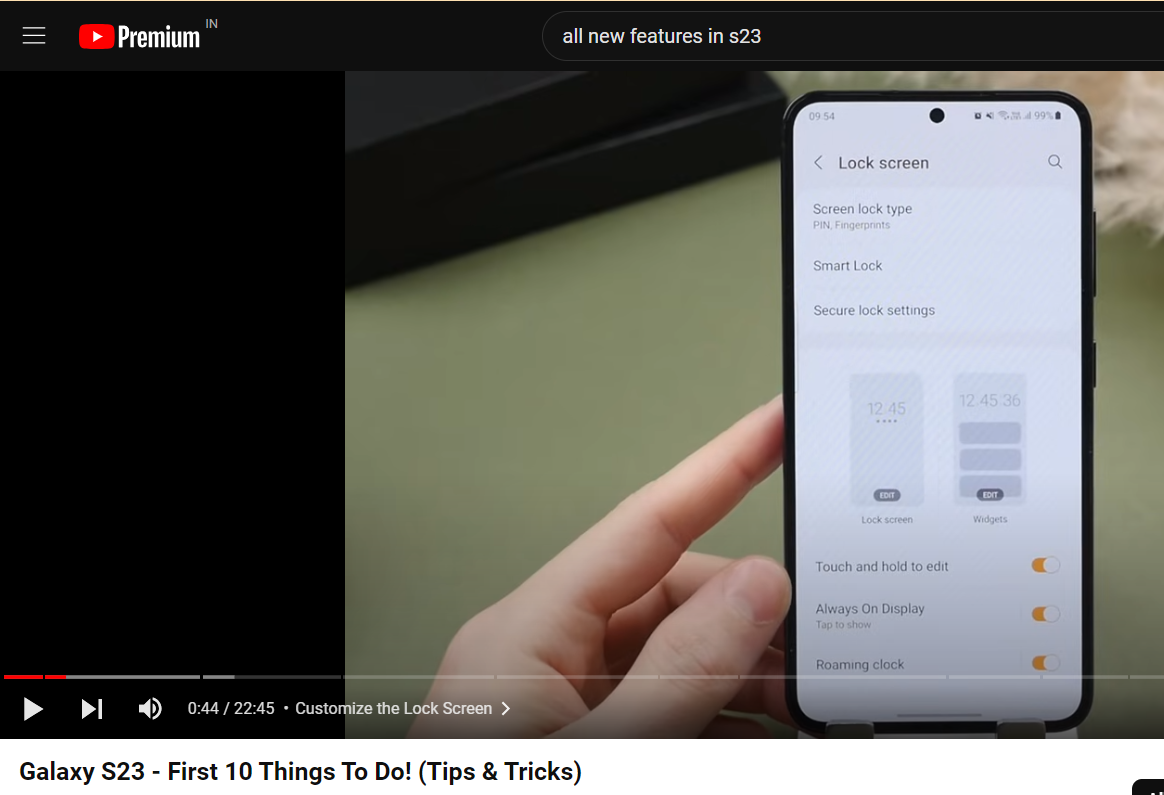 Premium IN
all new features in s23
09:54 99%
Lock screen
Screen lock type
PIN, Fingerprints
Smart Lock
Secure lock settings
12:45
12:45:36
EDIT
EDIT
Lock screen
Widgets
Touch and hold to edit
Always On Display
Tap to show
Roaming clock
0:44 / 22:45 • Customize the Lock Screen
Galaxy S23 - First 10 Things To Do! (Tips & Tricks)